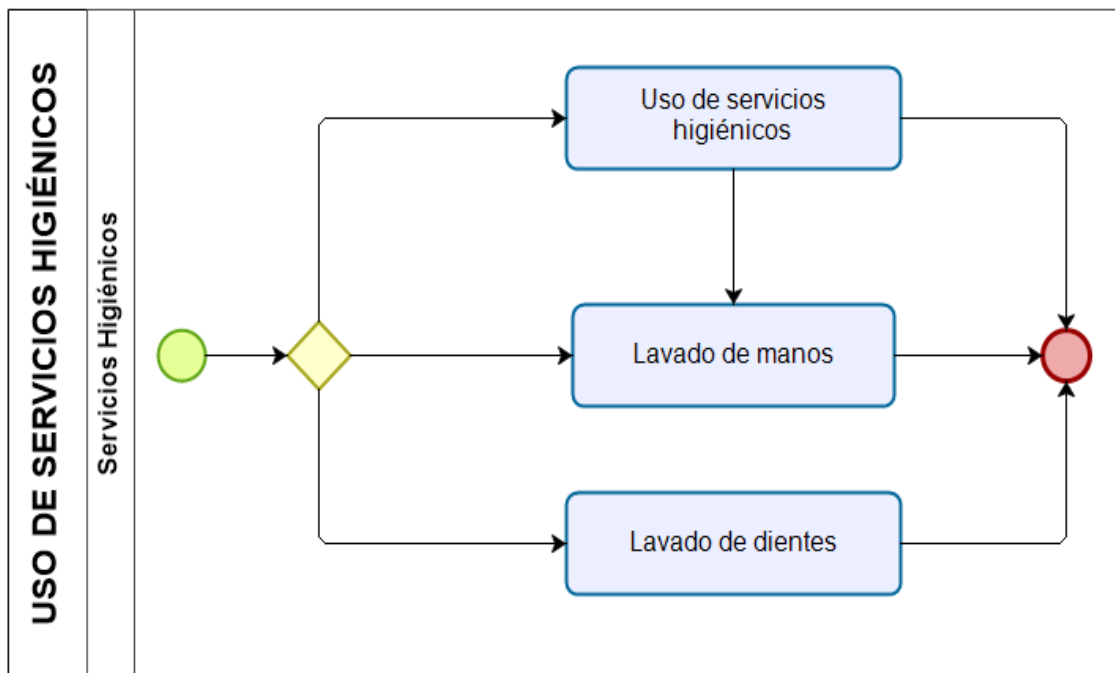 USO DE SERVICIOS HIGIÉNICOS
Servicios Higiénicos
Uso de servicios
higiénicos
Lavado de manos
Lavado de dientes